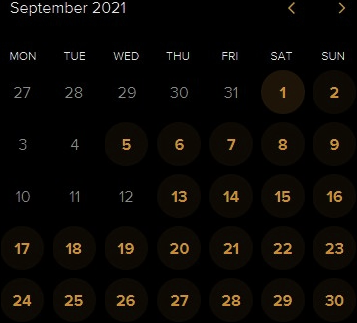 September 2021
MON TUE WED THU FRI SAT SUN
27 28 29 30 31 1 2
3 4 5 6 7 8 9
10 11 12 13 14 15 16
17 18 19 20 21 22 23
24 25 26 27 28 29 30